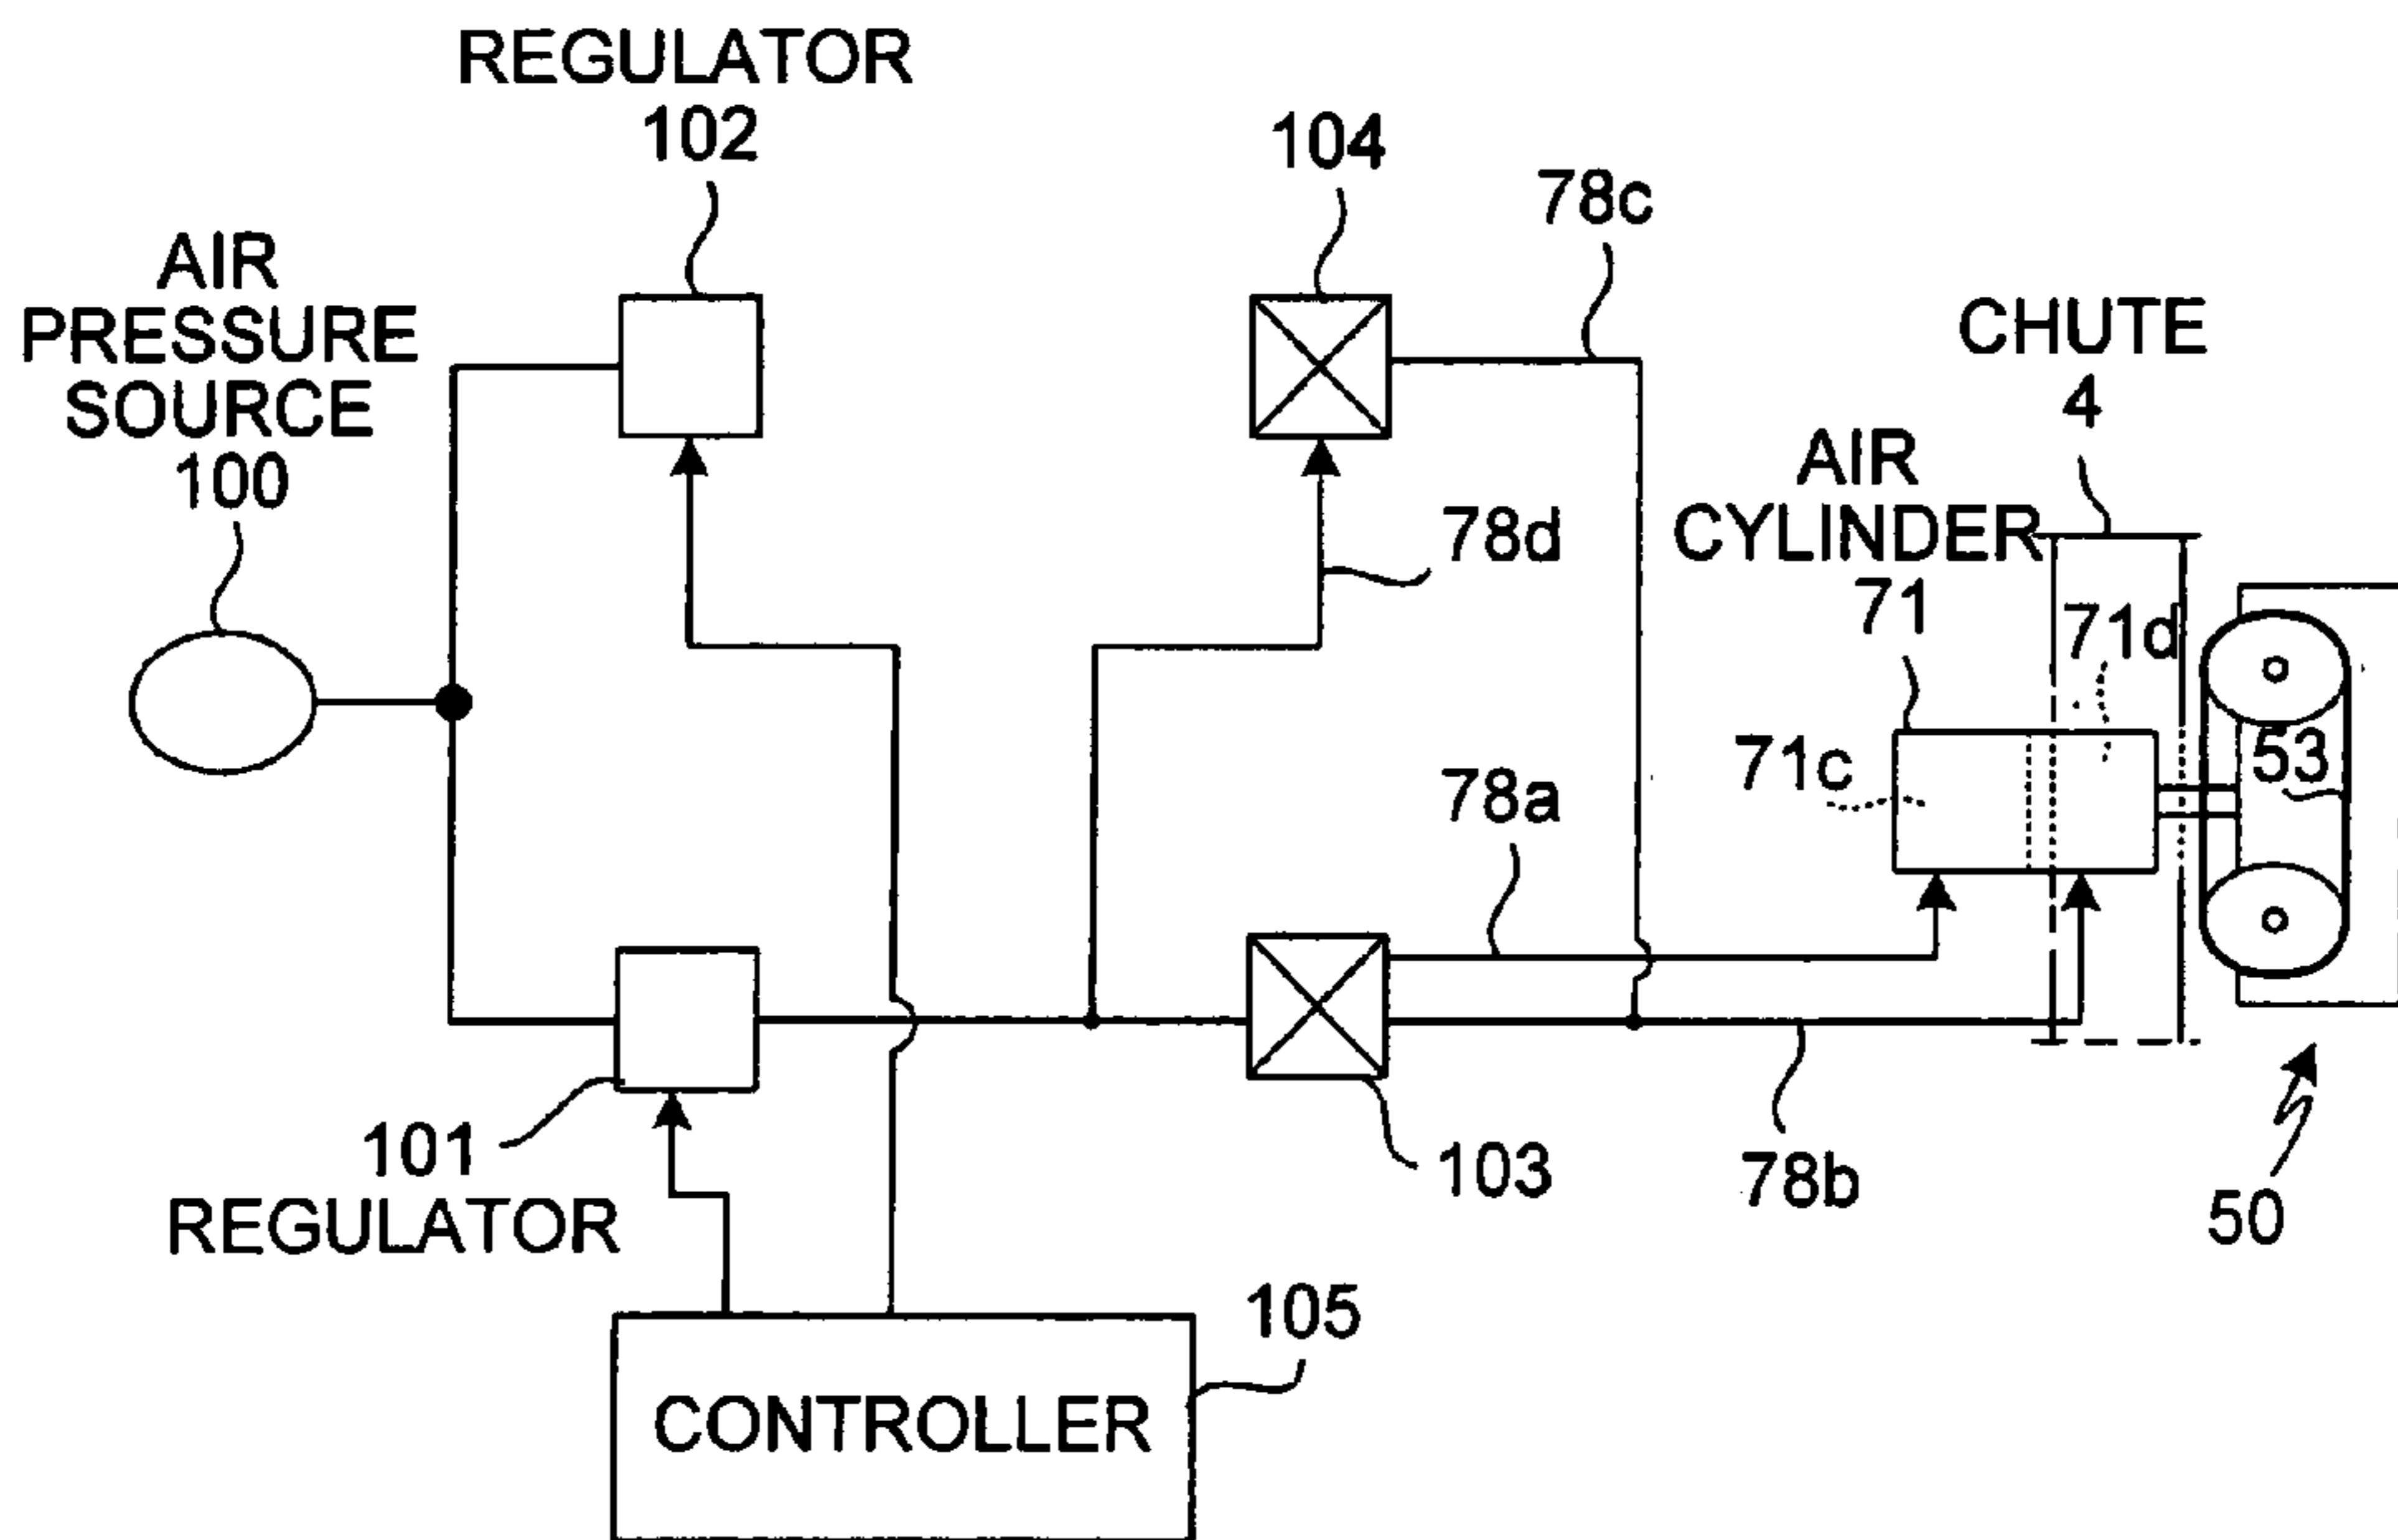 REGULATOR
102
104
78c
AIR
PRESSURE
SOURCE
100
CHUTE
4
AIR
CYLINDER
71
78d
71d
71c
53
78a
101
REGULATOR
103
78b
50
105
CONTROLLER